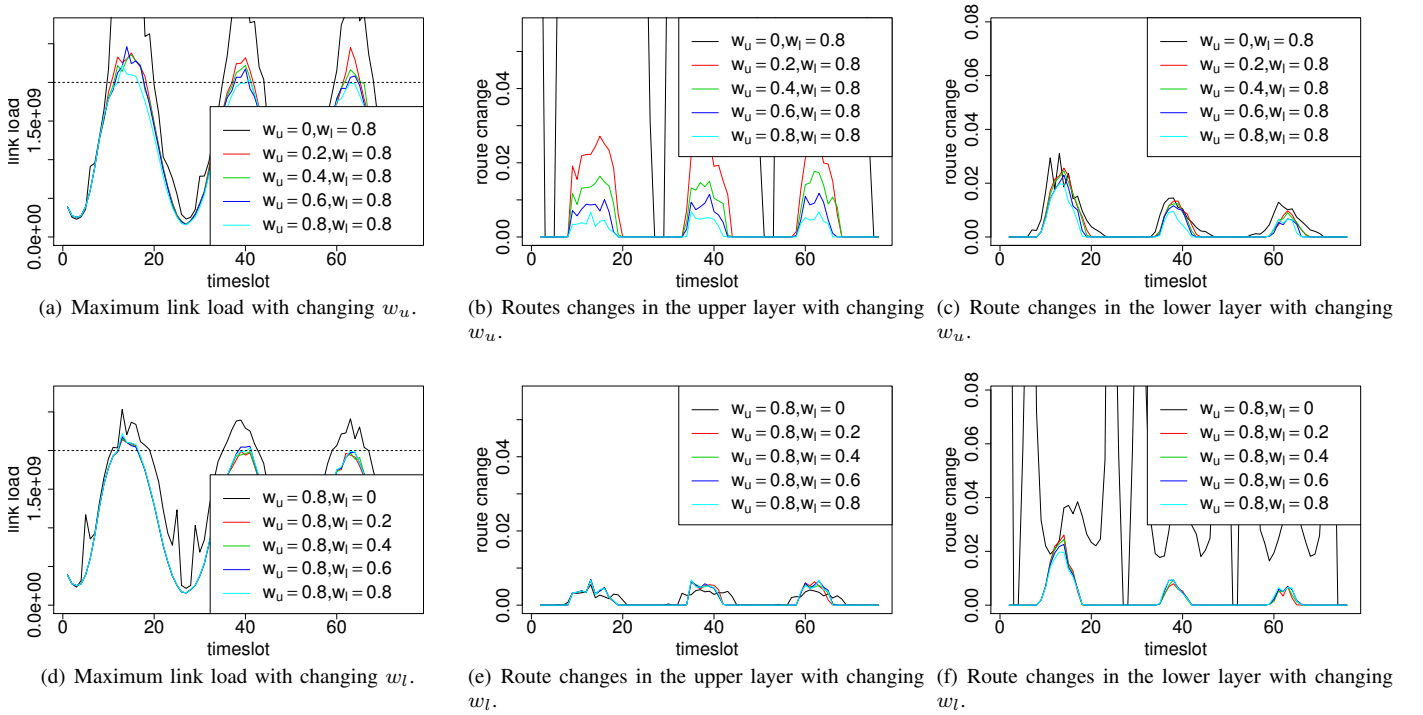 link load
0.0e+00
1.5e+09
0
20
40
60
timeslot
w_u = 0,w_l = 0.8
w_u = 0.2,w_l = 0.8
w_u = 0.4,w_l = 0.8
w_u = 0.6,w_l = 0.8
w_u = 0.8,w_l = 0.8
(a) Maximum link load with changing w_u.
route change
0.00
0.02
0.04
0
20
40
60
timeslot
w_u = 0,w_l = 0.8
w_u = 0.2,w_l = 0.8
w_u = 0.4,w_l = 0.8
w_u = 0.6,w_l = 0.8
w_u = 0.8,w_l = 0.8
(b) Routes changes in the upper layer with changing
w_u.
route change
0.00
0.02
0.04
0.06
0.08
0
20
40
60
timeslot
w_u = 0,w_l = 0.8
w_u = 0.2,w_l = 0.8
w_u = 0.4,w_l = 0.8
w_u = 0.6,w_l = 0.8
w_u = 0.8,w_l = 0.8
(c) Route changes in the lower layer with changing
w_u.
link load
0.0e+00
1.5e+09
0
20
40
60
timeslot
w_u = 0.8,w_l = 0
w_u = 0.8,w_l = 0.2
w_u = 0.8,w_l = 0.4
w_u = 0.8,w_l = 0.6
w_u = 0.8,w_l = 0.8
(d) Maximum link load with changing w_l.
route change
0.00
0.02
0.04
0
20
40
60
timeslot
w_u = 0.8,w_l = 0
w_u = 0.8,w_l = 0.2
w_u = 0.8,w_l = 0.4
w_u = 0.8,w_l = 0.6
w_u = 0.8,w_l = 0.8
(e) Route changes in the upper layer with changing
w_l.
route change
0.00
0.02
0.04
0.06
0.08
0
20
40
60
timeslot
w_u = 0.8,w_l = 0
w_u = 0.8,w_l = 0.2
w_u = 0.8,w_l = 0.4
w_u = 0.8,w_l = 0.6
w_u = 0.8,w_l = 0.8
(f) Route changes in the lower layer with changing
w_l.